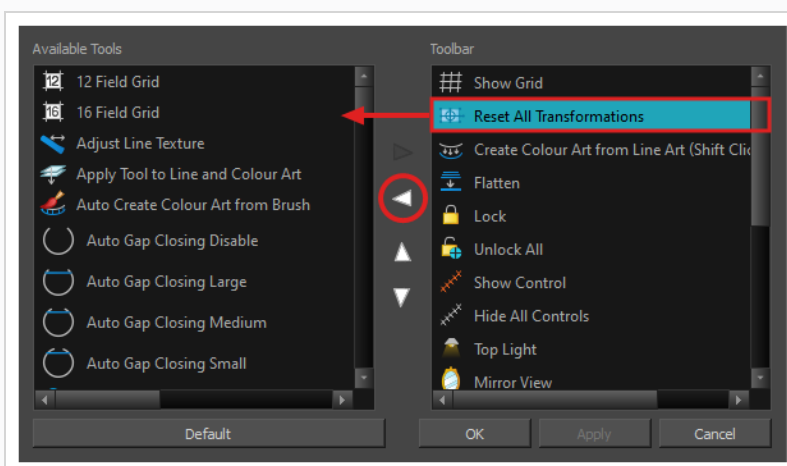 Available Tools
12 Field Grid
16 Field Grid
Adjust Line Texture
Apply Tool to Line and Colour Art
Auto Create Colour Art from Brush
Auto Gap Closing Disable
Auto Gap Closing Large
Auto Gap Closing Medium
Auto Gap Closing Small
Default
Toolbar
Show Grid
Reset All Transformations
Create Colour Art from Line Art (Shift Clic
Flatten
Lock
Unlock All
Show Control
Hide All Controls
Top Light
Mirror View
OK
Apply
Cancel